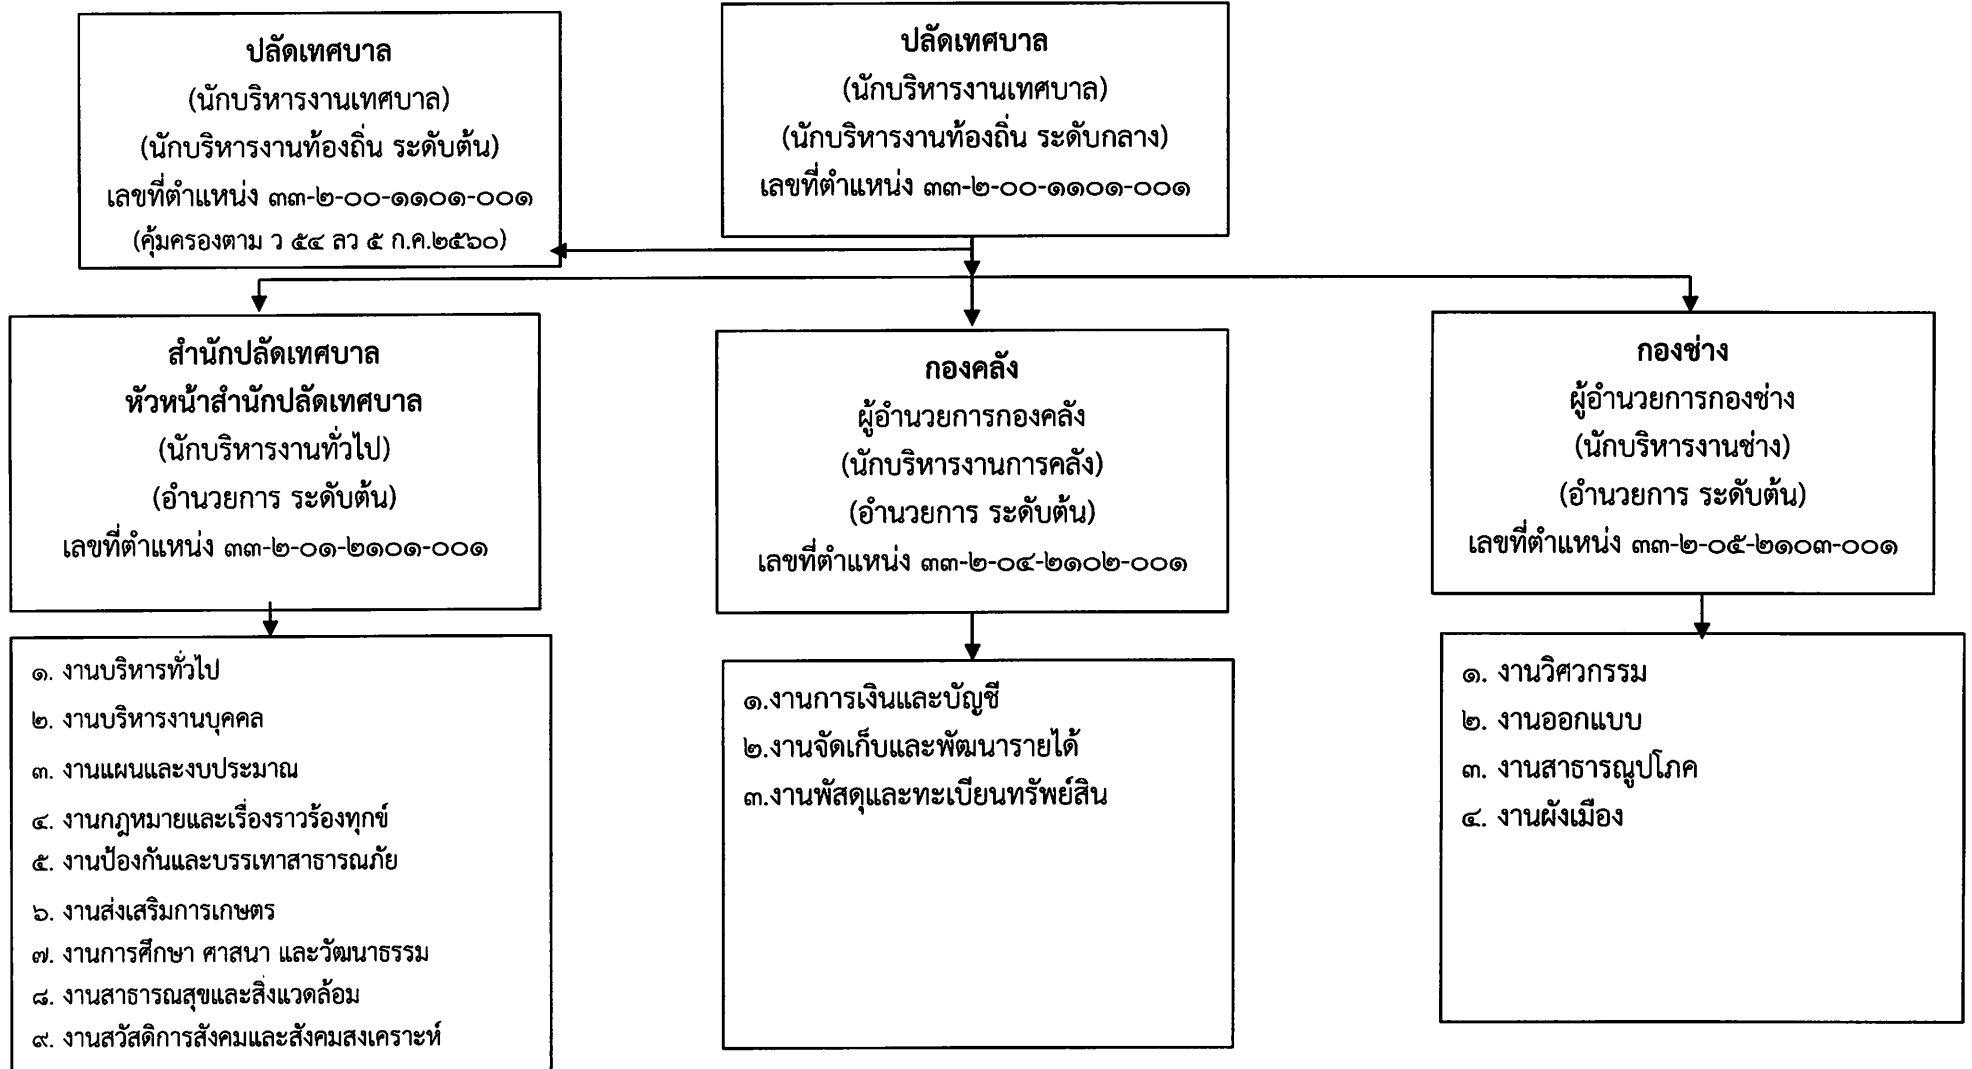 ปลัดเทศบาล
(นักบริหารงานเทศบาล)
(นักบริหารงานท้องถิ่น ระดับต้น)
เลขที่ตำแหน่ง ๓๓-๒-๐๐-๑๑๐๑-๐๐๑
(คุ้มครองตาม ว ๕๔ ลว ๕ ก.ค.๒๕๖๐)
ปลัดเทศบาล
(นักบริหารงานเทศบาล)
(นักบริหารงานท้องถิ่น ระดับกลาง)
เลขที่ตำแหน่ง ๓๓-๒-๐๐-๑๑๐๑-๐๐๑
สำนักปลัดเทศบาล
หัวหน้าสำนักปลัดเทศบาล
(นักบริหารงานทั่วไป)
(อำนวยการ ระดับต้น)
เลขที่ตำแหน่ง ๓๓-๒-๐๑-๒๑๐๑-๐๐๑
กองคลัง
ผู้อำนวยการกองคลัง
(นักบริหารงานการคลัง)
(อำนวยการ ระดับต้น)
เลขที่ตำแหน่ง ๓๓-๒-๐๔-๒๑๐๒-๐๐๑
กองช่าง
ผู้อำนวยการกองช่าง
(นักบริหารงานช่าง)
(อำนวยการ ระดับต้น)
เลขที่ตำแหน่ง ๓๓-๒-๐๕-๒๑๐๓-๐๐๑
๑. งานบริหารทั่วไป
๒. งานบริหารงานบุคคล
๓. งานแผนและงบประมาณ
๔. งานกฎหมายและเรื่องราวร้องทุกข์
๕. งานป้องกันและบรรเทาสาธารณภัย
๖. งานส่งเสริมการเกษตร
๗. งานการศึกษา ศาสนา และวัฒนาธรรม
๘. งานสาธารณสุขและสิ่งแวดล้อม
๙. งานสวัสดิการสังคมและสังคมสงเคราะห์
๑.งานการเงินและบัญชี
๒.งานจัดเก็บและพัฒนารายได้
๓.งานพัสดุและทะเบียนทรัพย์สิน
๑. งานวิศวกรรม
๒. งานออกแบบ
๓. งานสาธารณูปโภค
๔. งานผังเมือง